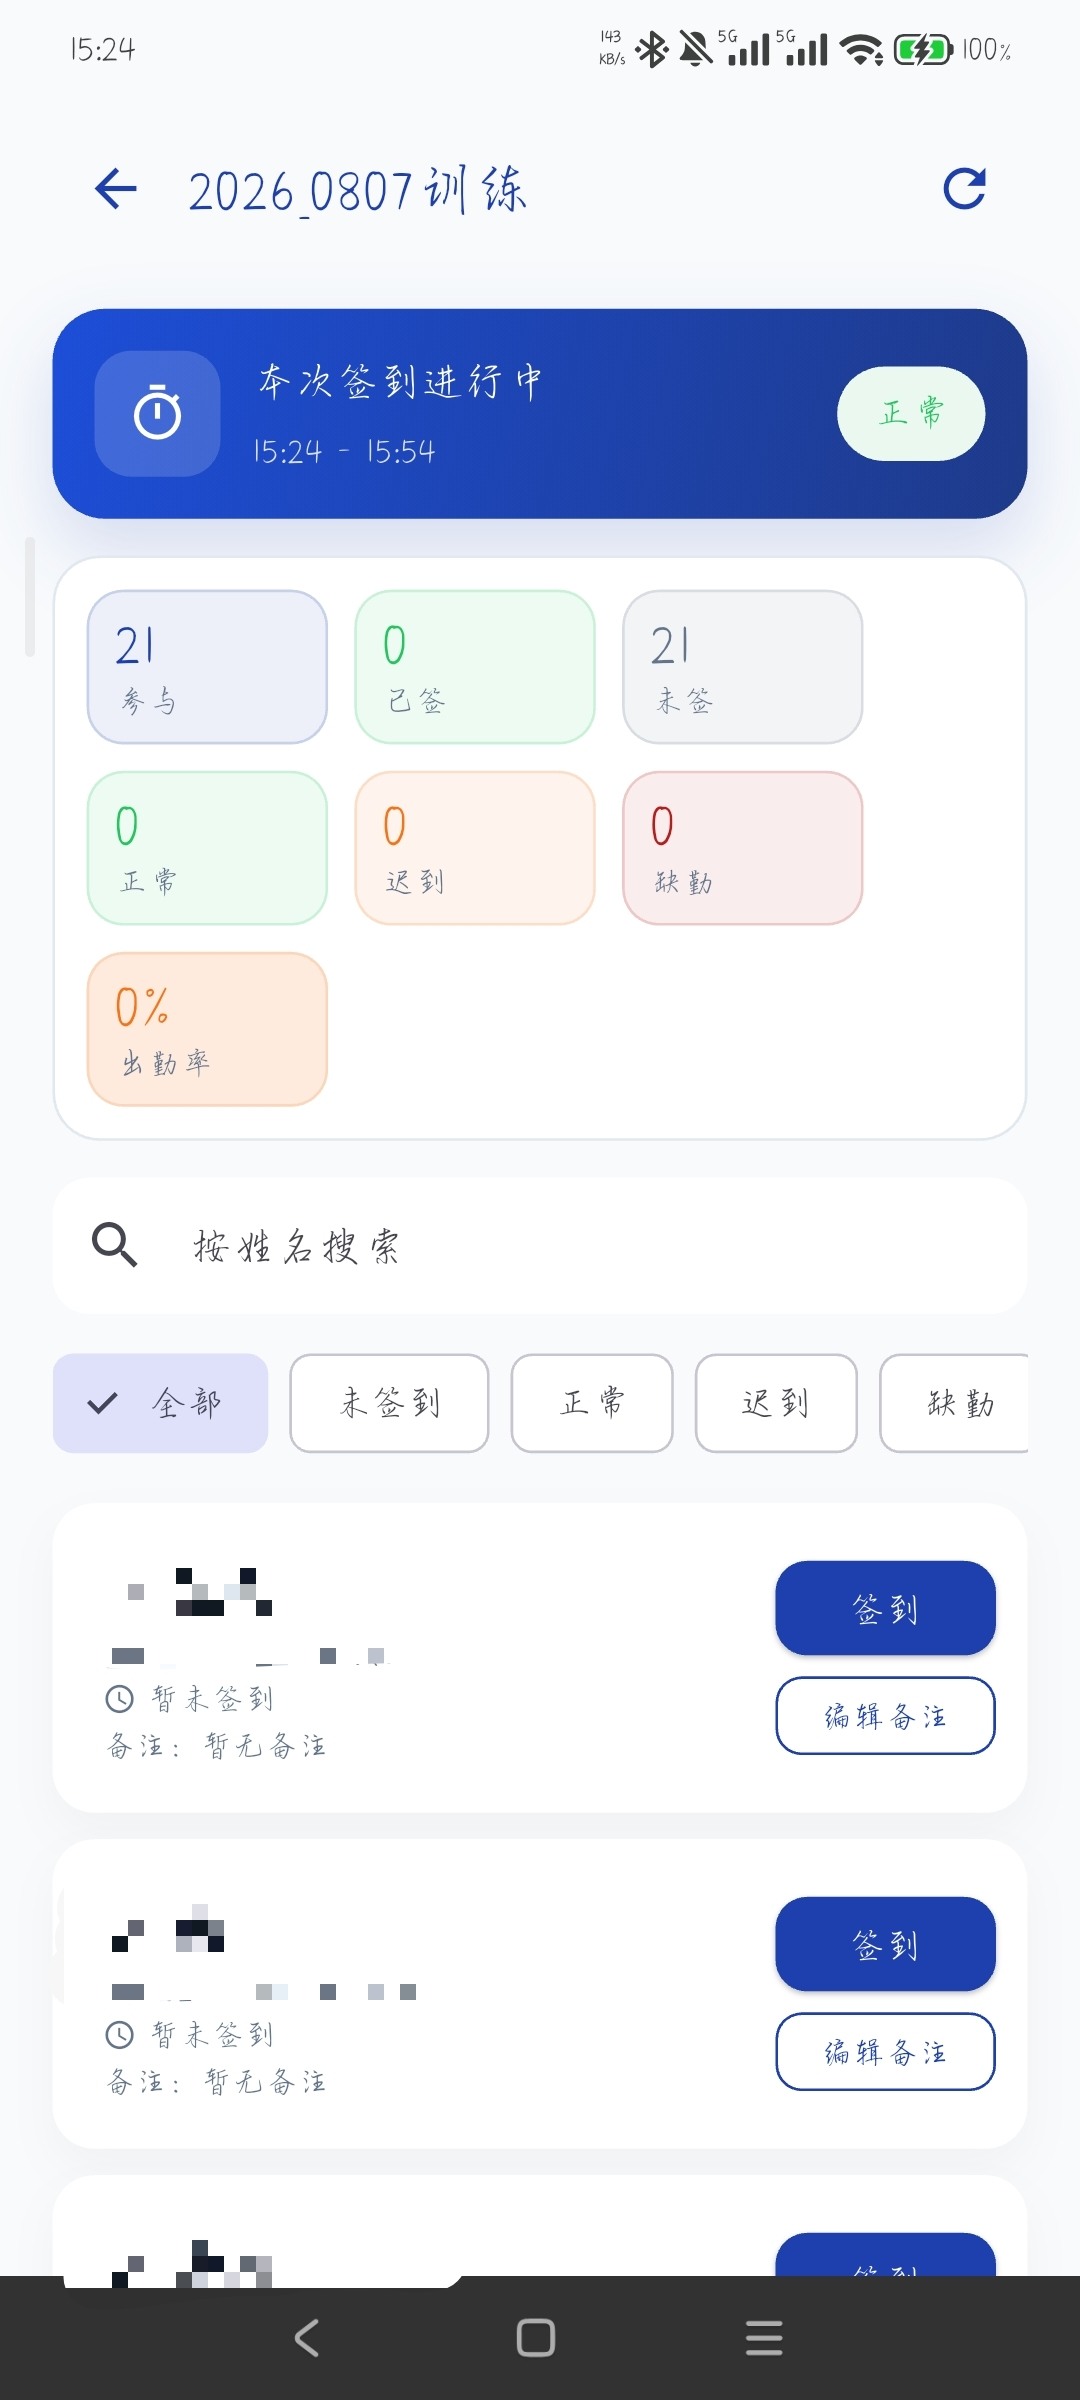 15:24
143 KB/s 5G 5G 100%
2026_0807训练
本次签到进行中
15:24 - 15:54
正常
21 0 21
参与 已签 未签
0 0 0
正常 迟到 缺勤
0%
出勤率
按姓名搜索
全部 未签到 正常 迟到 缺勤
签到
暂未签到
备注：暂无备注
编辑备注
签到
暂未签到
备注：暂无备注
编辑备注
签到